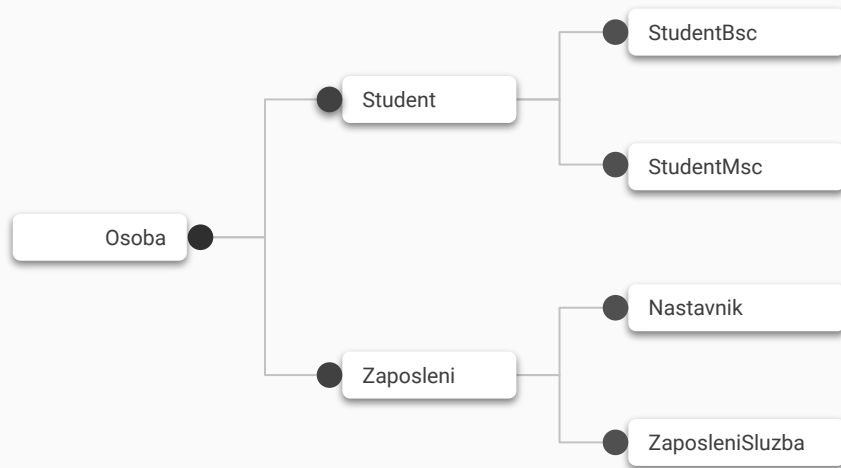 StudentBsc
Student
StudentMsc
Osoba
Nastavnik
Zaposleni
ZaposleniSluzba